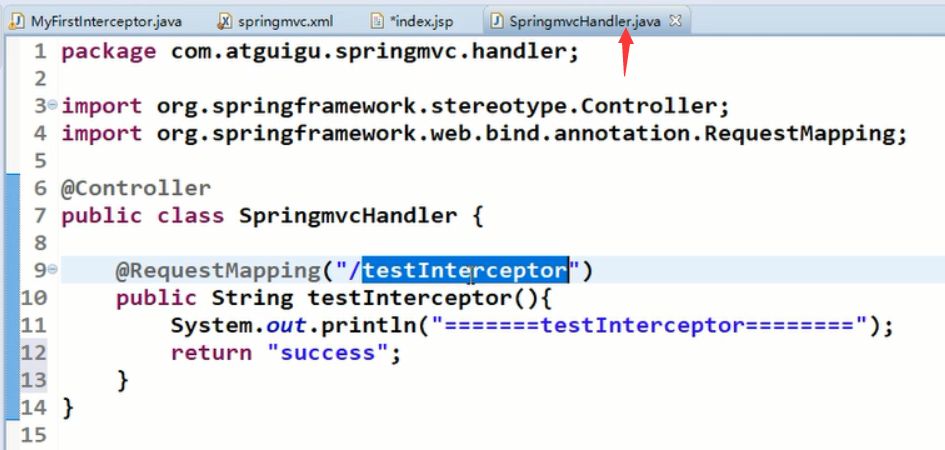 MyFirstInterceptor.java springmvc.xml *index.jsp SpringmvcHandler.java
1 package com.atguigu.springmvc.handler;
2
3 import org.springframework.stereotype.Controller;
4 import org.springframework.web.bind.annotation.RequestMapping;
5
6 @Controller
7 public class SpringmvcHandler {
8
9 @RequestMapping("/testInterceptor")
10 public String testInterceptor(){
11 System.out.println("=======testInterceptor========");
12 return "success";
13 }
14 }
15